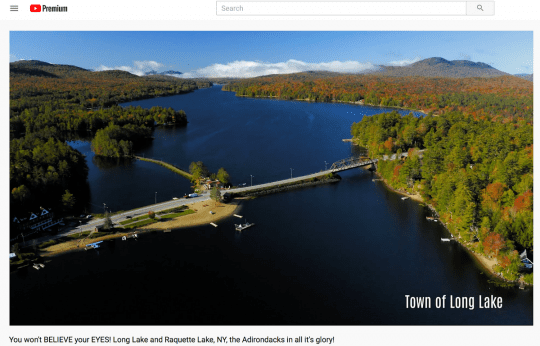 Premium
Search
Town of Long Lake
You won't BELIEVE your EYES! Long Lake and Raquette Lake, NY, the Adirondacks in all it's glory!